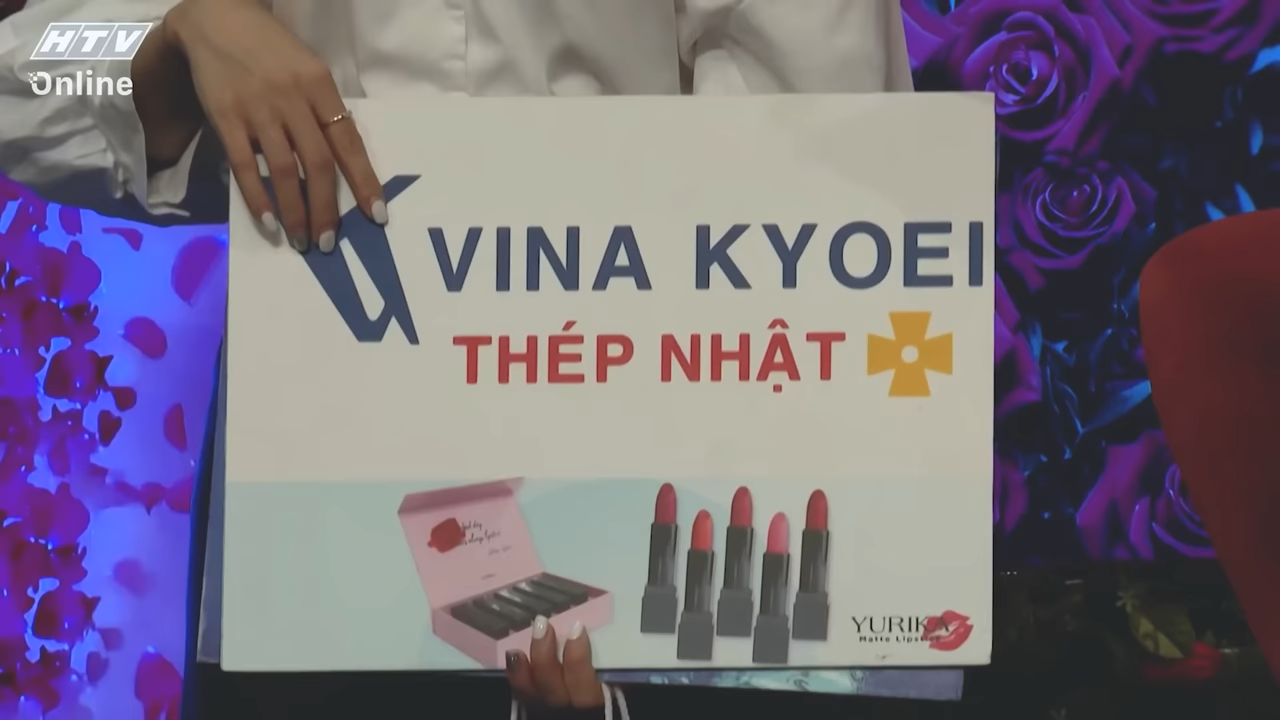 HTV
Online
VINA KYOEI
THÉP NHẬT
YURIKA
Matte Lipstick